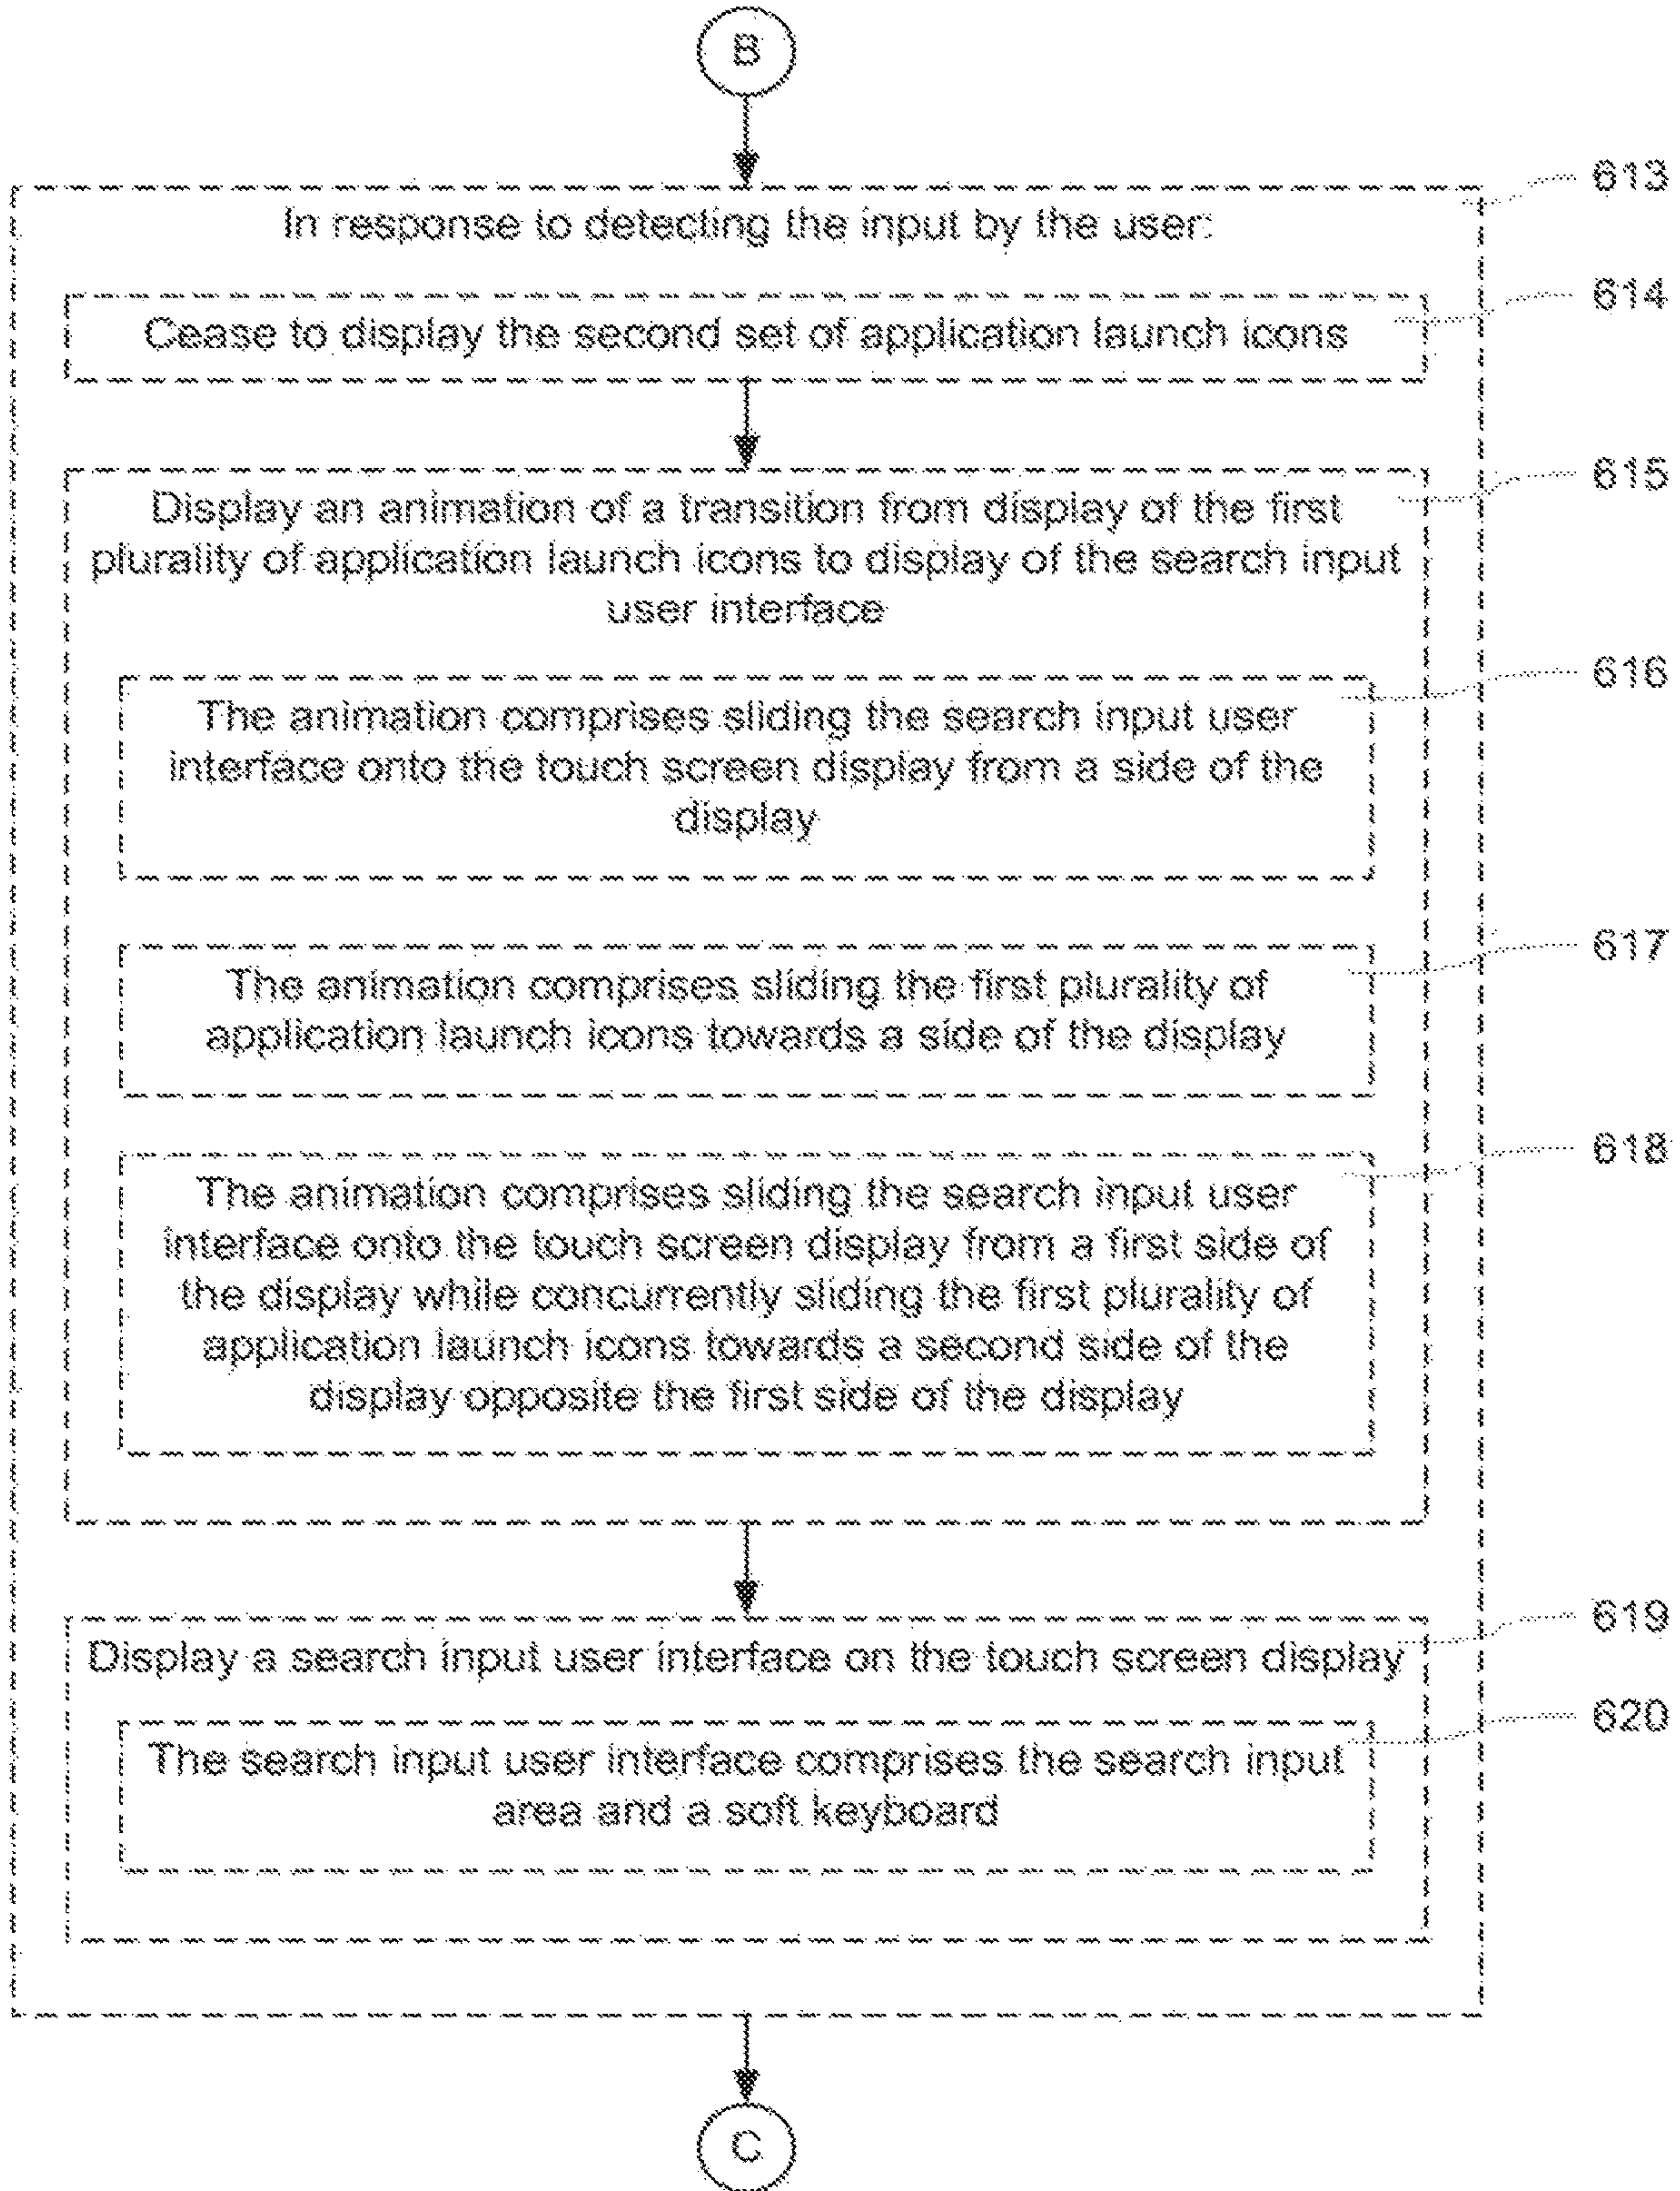 B
613
In response to detecting the input by the user:
614
Cease to display the second set of application launch icons
615
Display an animation of a transition from display of the first
plurality of application launch icons to display of the search input
user interface
616
The animation comprises sliding the search input user
interface onto the touch screen display from a side of the
display
617
The animation comprises sliding the first plurality of
application launch icons towards a side of the display
618
The animation comprises sliding the search input user
interface onto the touch screen display from a first side of
the display while concurrently sliding the first plurality of
application launch icons towards a second side of the
display opposite the first side of the display
619
Display a search input user interface on the touch screen display
620
The search input user interface comprises the search input
area and a soft keyboard
C